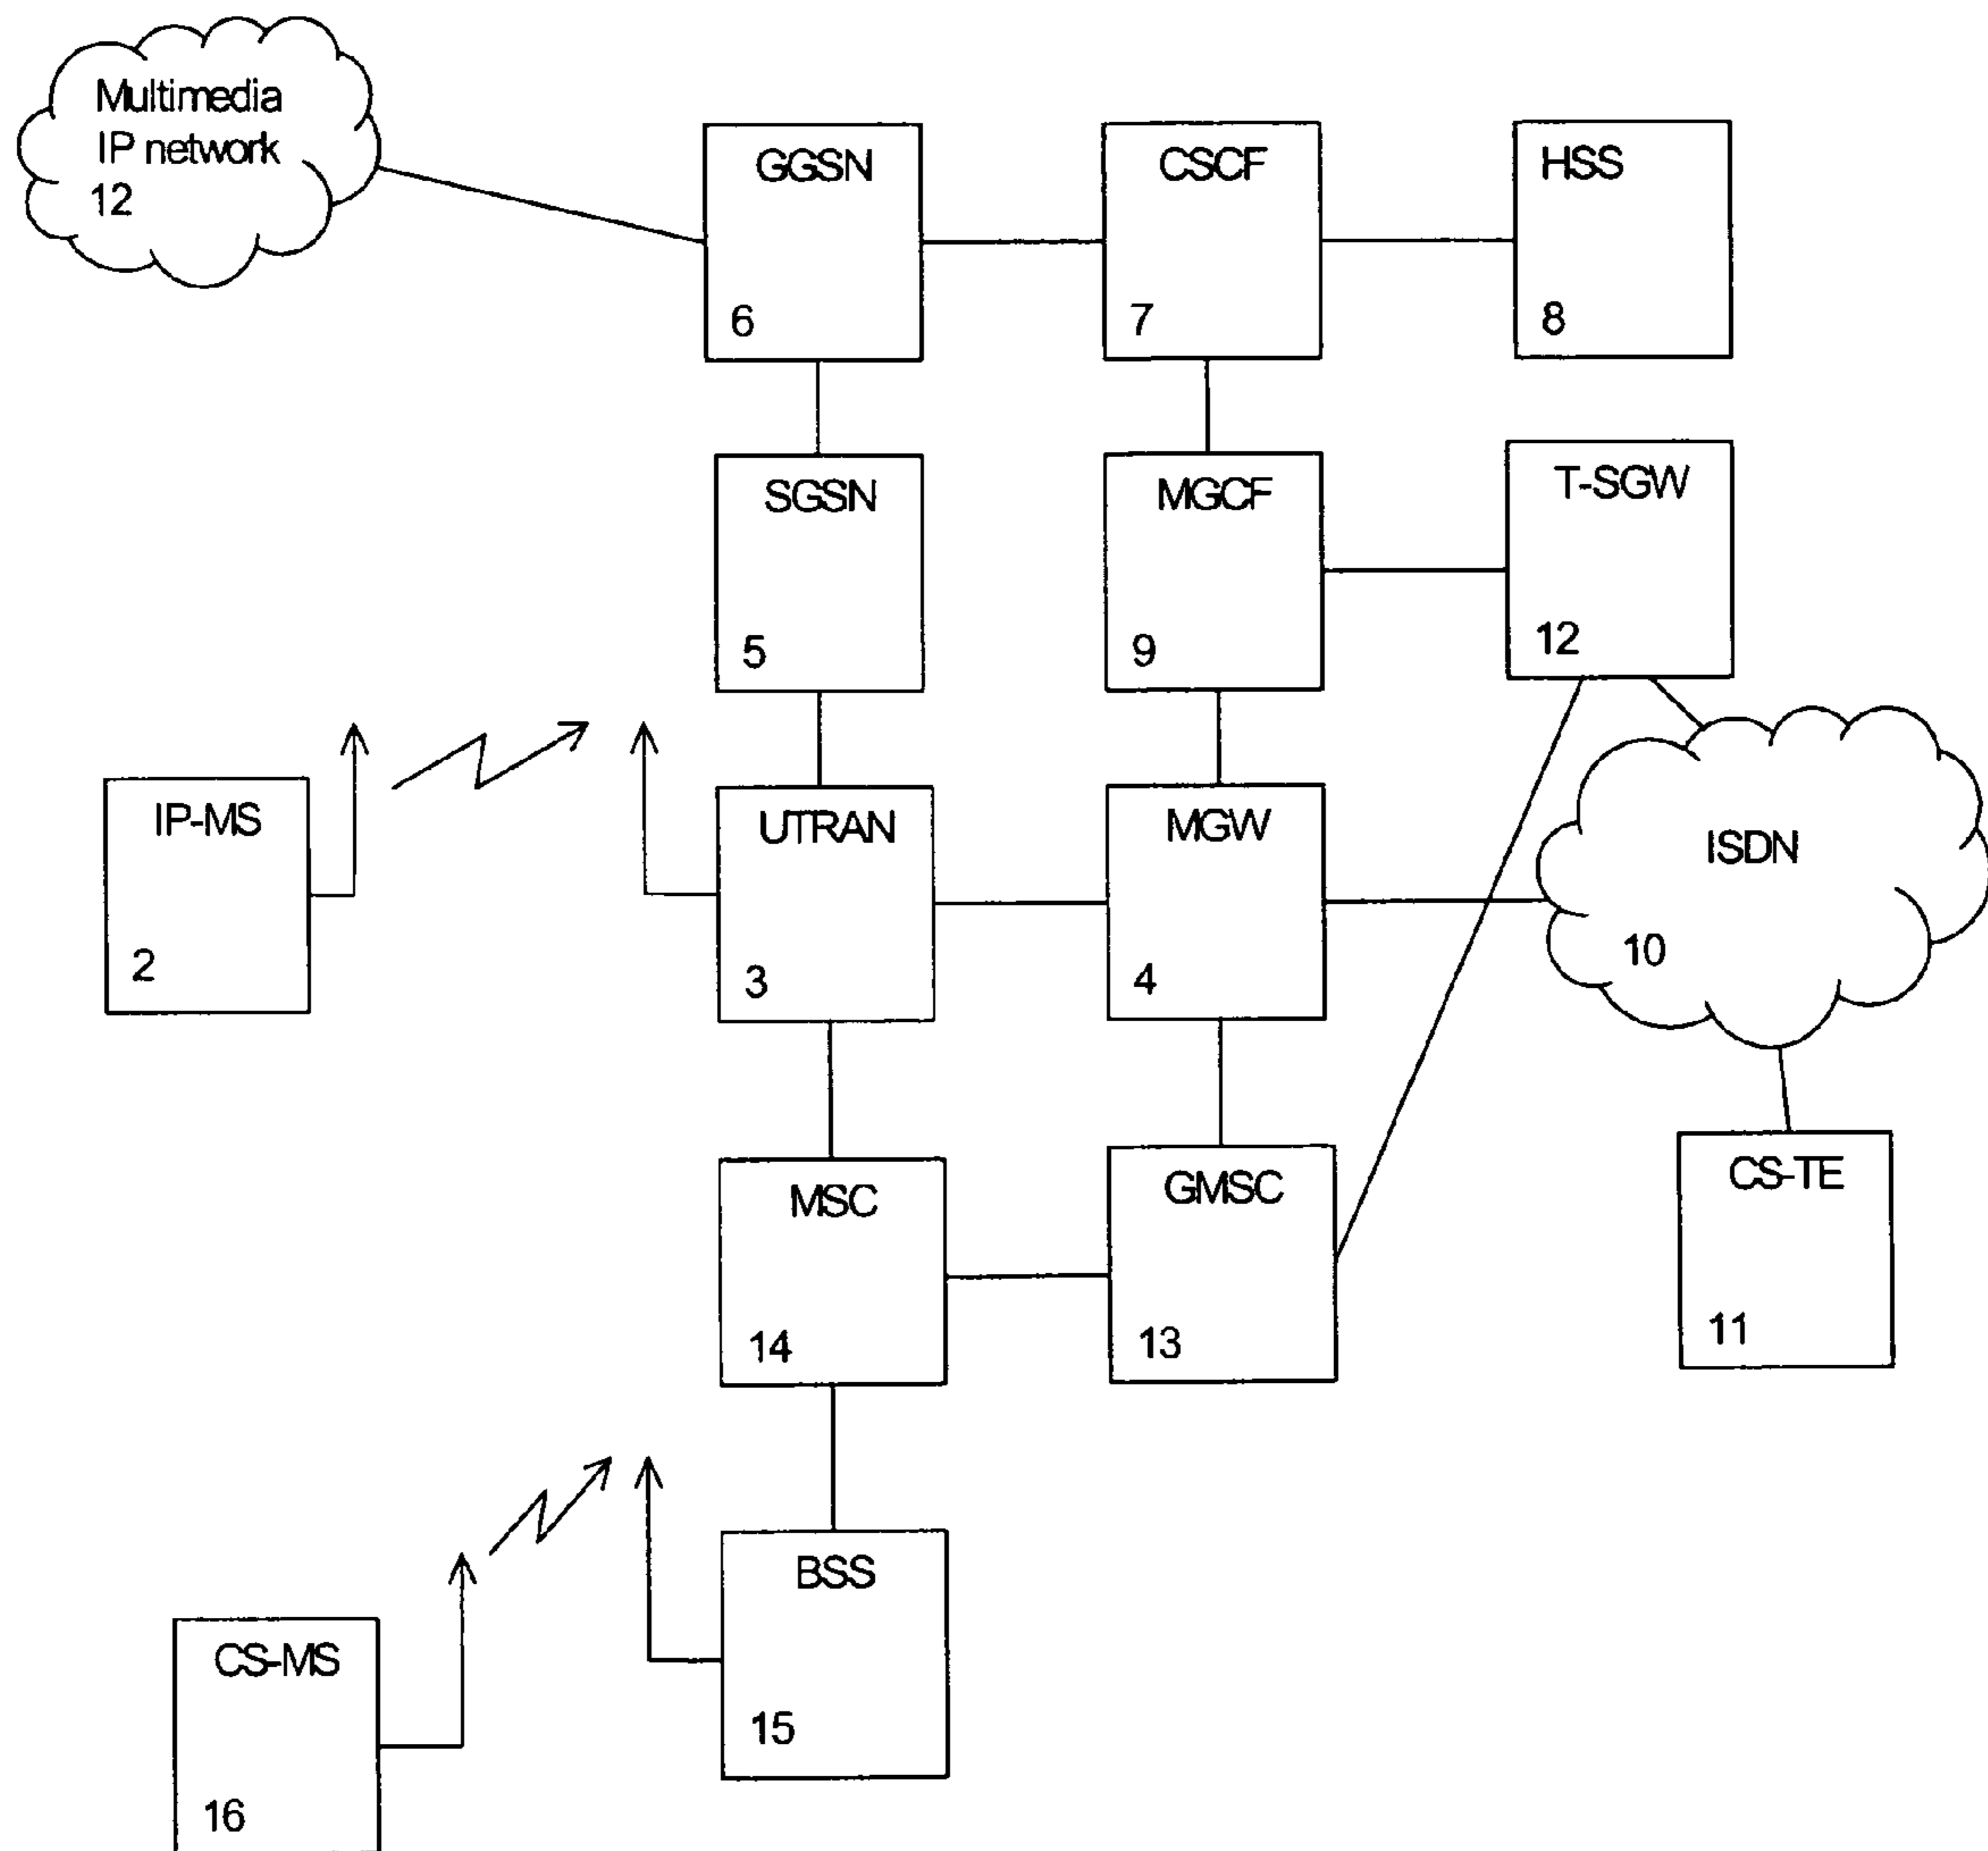 Multimedia
IP network
12
GGSN
6
CSCF
7
HSS
8
SGSN
5
MGCF
9
T-SGW
12
IP-MS
2
UTRAN
3
MGW
4
ISDN
10
MSC
14
GMSC
13
CS-TE
11
BSS
15
CS-MS
16